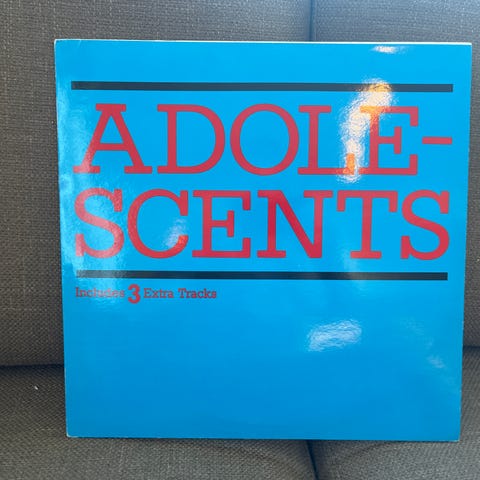 ADOLE-
SCENTS
Includes 3 Extra Tracks